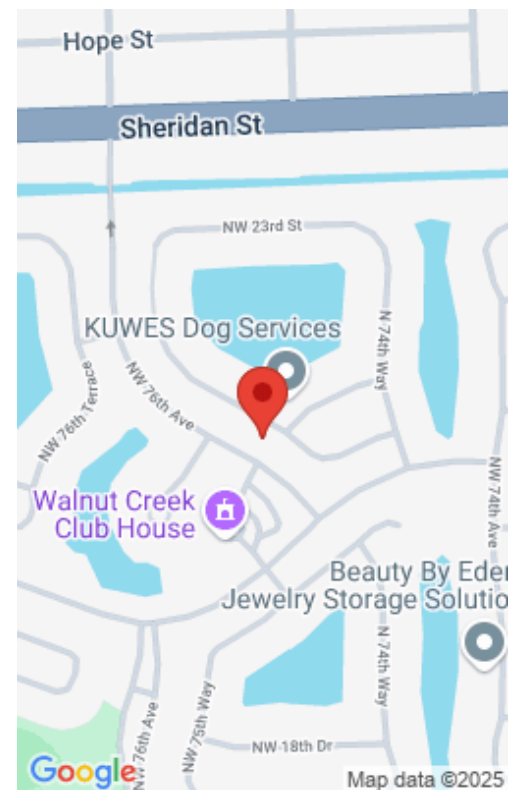 Hope St
Sheridan St
NW 23rd St
KUWES Dog Services
N 74th Way
NW 76th Ave
NW 76th Terrace
NW 74th Ave
Walnut Creek
Club House
Beauty By Eden
Jewelry Storage Solutio
N 74th Way
NW 75th Way
NW 76th Ave
NW 18th Dr
Google
Map data ©2025